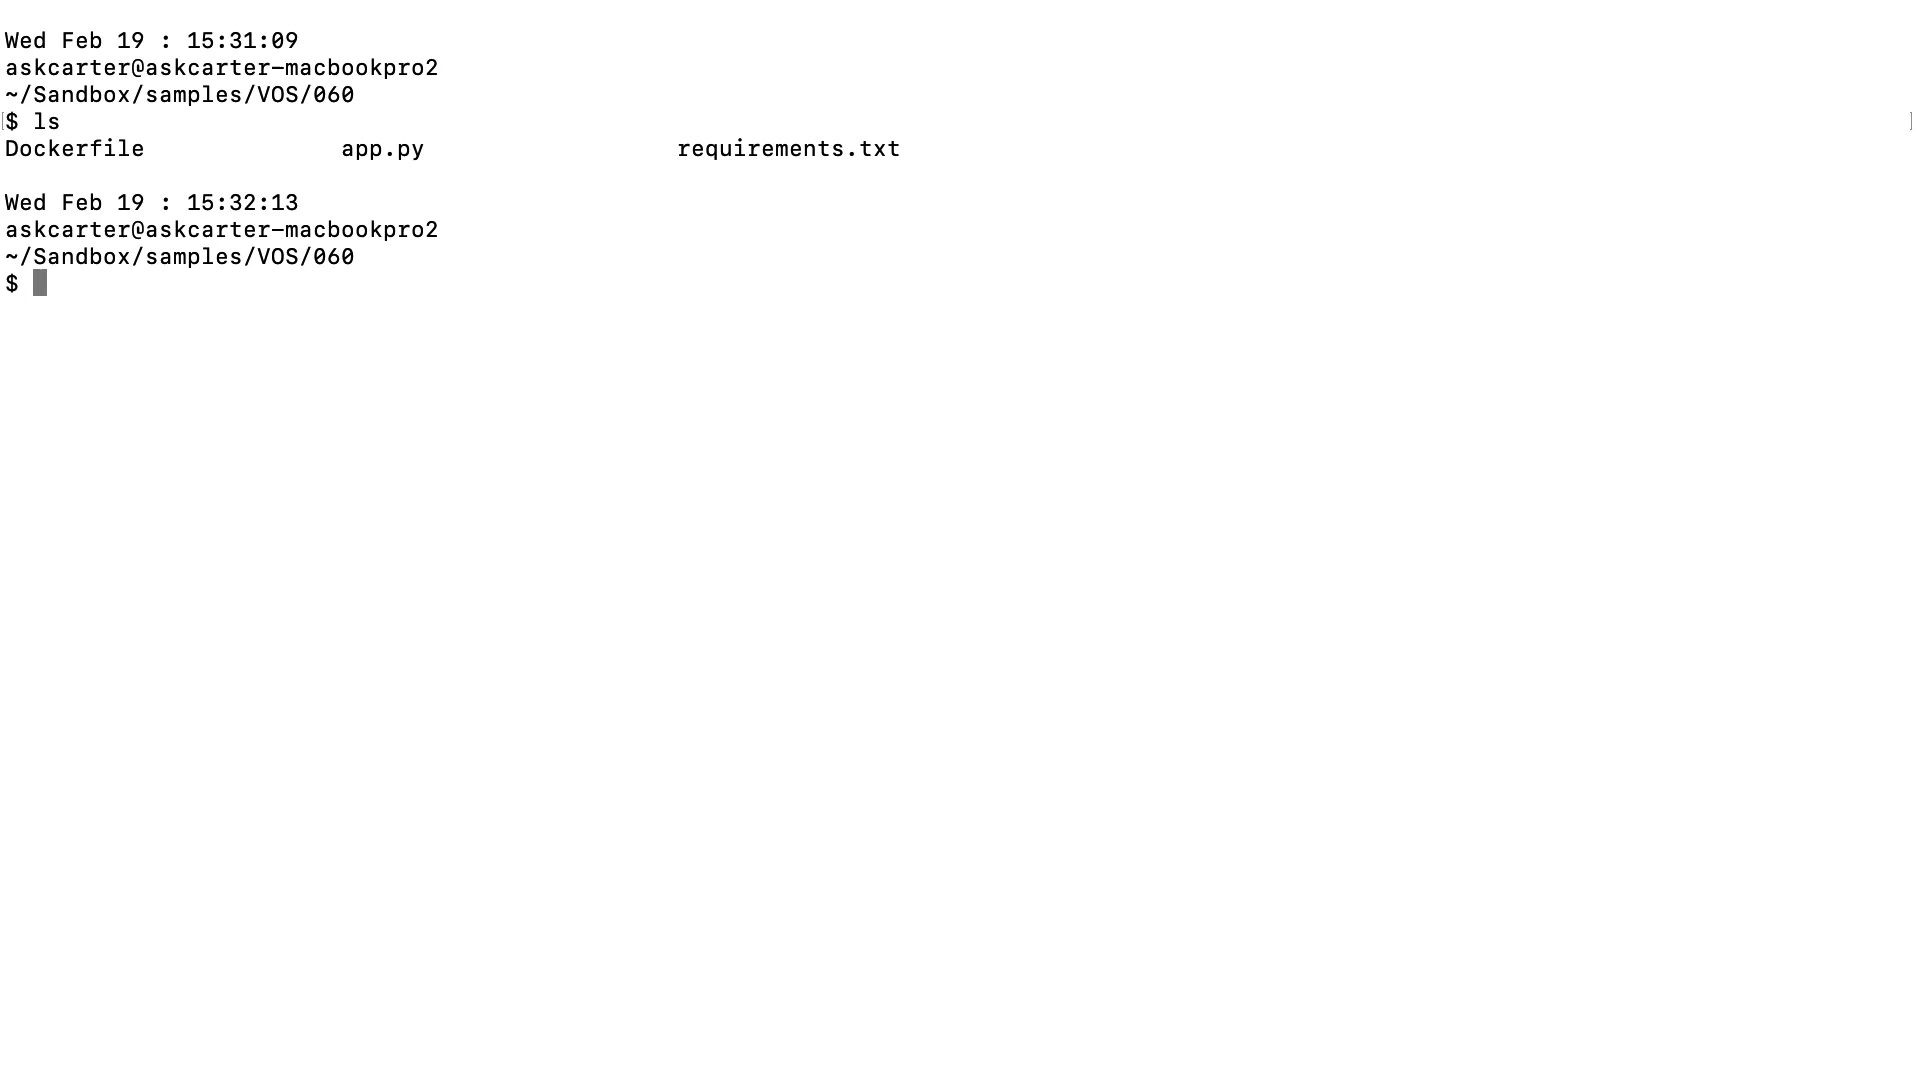 Wed Feb 19 : 15:31:09
askcarter@askcarter-macbookpro2
~/Sandbox/samples/VOS/060
[$ ls ]
Dockerfile app.py requirements.txt
Wed Feb 19 : 15:32:13
askcarter@askcarter-macbookpro2
~/Sandbox/samples/VOS/060
$